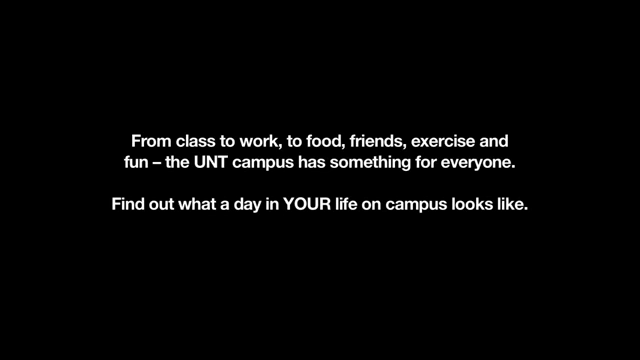 From class to work, to food, friends, exercise and
fun – the UNT campus has something for everyone.
Find out what a day in YOUR life on campus looks like.